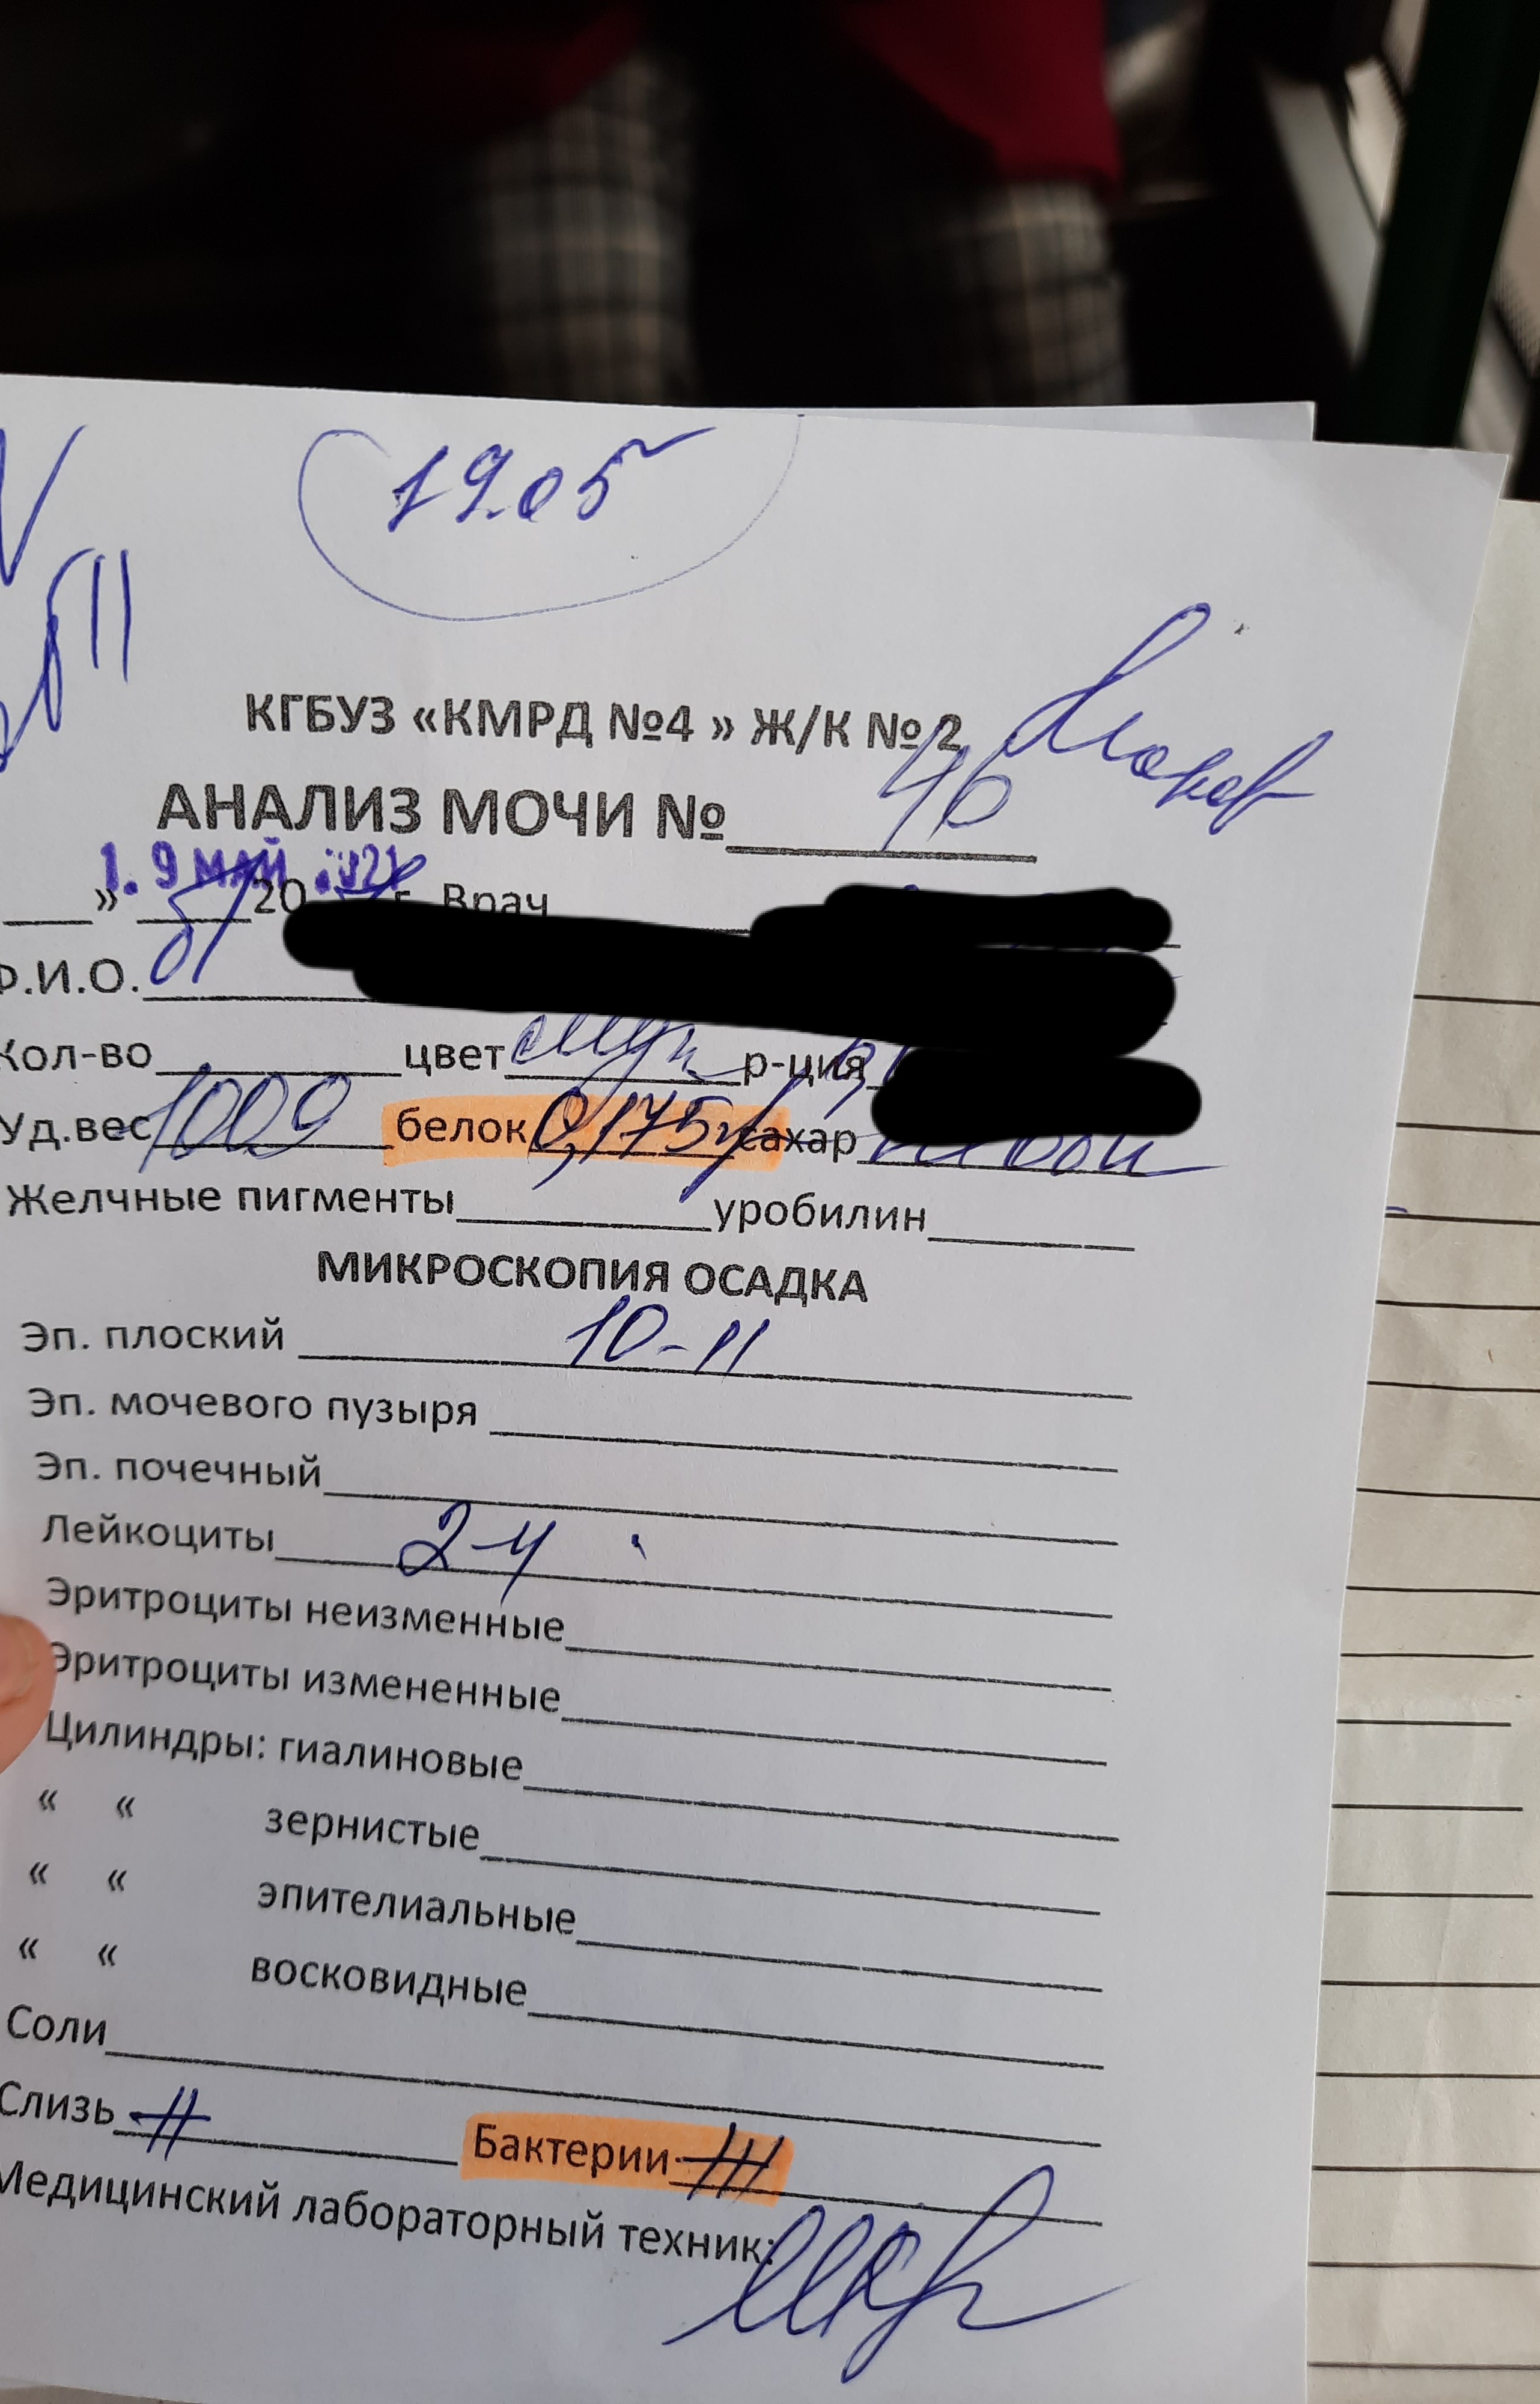 19.05
КГБУЗ «КМРД №4 » Ж/К № 2
АНАЛИЗ МОЧИ № 46
1. 9 МАЙ 2021
» 20 г. Врач
Ф.И.О.
Кол-во цвет р-ция
Уд.вес 1009 белок 0,175 сахар
Желчные пигменты уробилин
МИКРОСКОПИЯ ОСАДКА
Эп. плоский 10-11
Эп. мочевого пузыря
Эп. почечный
Лейкоциты 2-4
Эритроциты неизменные
Эритроциты измененные
Цилиндры: гиалиновые
« « зернистые
« « эпителиальные
« « восковидные
Соли
Слизь ++ Бактерии +++
Медицинский лабораторный техник: